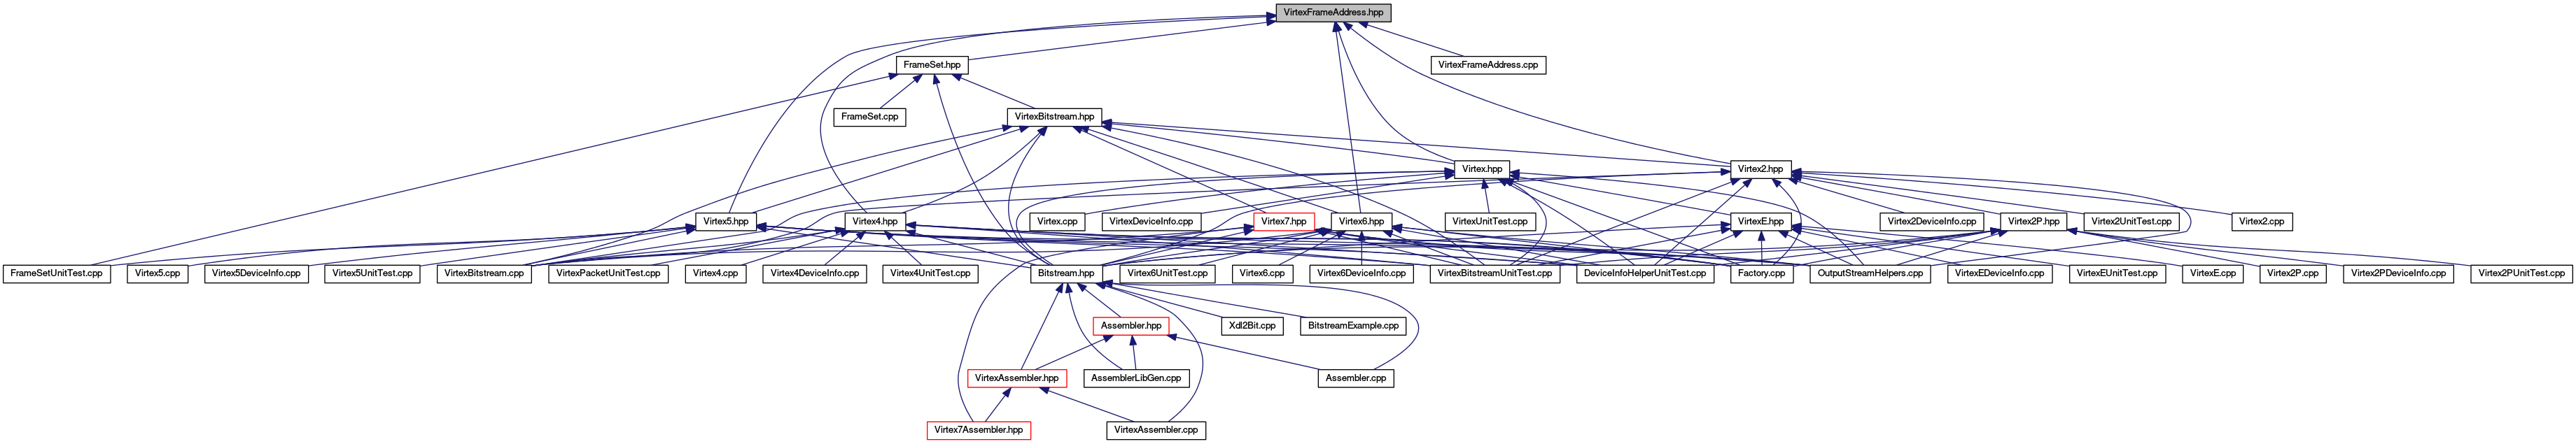 VirtexFrameAddress.hpp
FrameSet.hpp
VirtexFrameAddress.cpp
FrameSet.cpp
VirtexBitstream.hpp
Virtex.hpp
Virtex2.hpp
Virtex5.hpp
Virtex4.hpp
Virtex.cpp
VirtexDeviceInfo.cpp
Virtex7.hpp
Virtex6.hpp
VirtexUnitTest.cpp
VirtexE.hpp
Virtex2DeviceInfo.cpp
Virtex2P.hpp
Virtex2UnitTest.cpp
Virtex2.cpp
FrameSetUnitTest.cpp
Virtex5.cpp
Virtex5DeviceInfo.cpp
Virtex5UnitTest.cpp
VirtexBitstream.cpp
VirtexPacketUnitTest.cpp
Virtex4.cpp
Virtex4DeviceInfo.cpp
Virtex4UnitTest.cpp
Bitstream.hpp
Virtex6UnitTest.cpp
Virtex6.cpp
Virtex6DeviceInfo.cpp
VirtexBitstreamUnitTest.cpp
DeviceInfoHelperUnitTest.cpp
Factory.cpp
OutputStreamHelpers.cpp
VirtexEDeviceInfo.cpp
VirtexEUnitTest.cpp
VirtexE.cpp
Virtex2P.cpp
Virtex2PDeviceInfo.cpp
Virtex2PUnitTest.cpp
Assembler.hpp
Xdl2Bit.cpp
BitstreamExample.cpp
VirtexAssembler.hpp
AssemblerLibGen.cpp
Assembler.cpp
Virtex7Assembler.hpp
VirtexAssembler.cpp